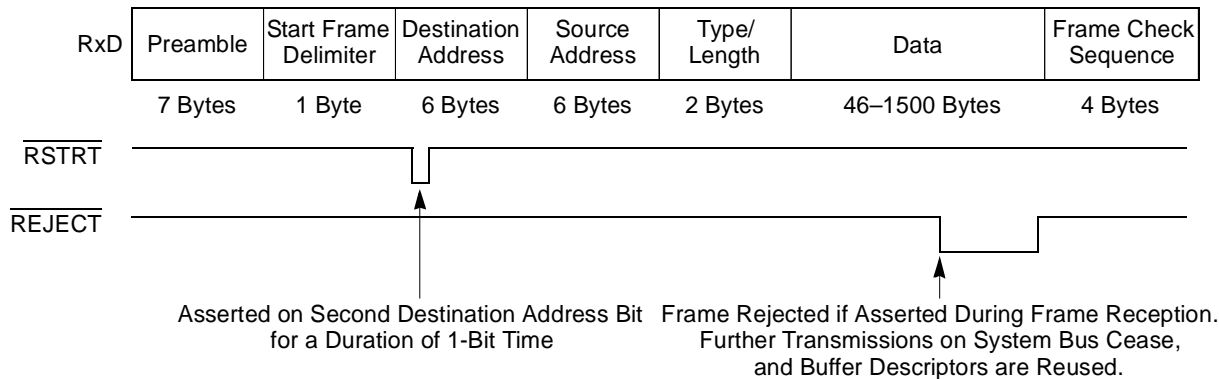 RxD
Preamble
Start Frame
Delimiter
Destination
Address
Source
Address
Type/
Length
Data
Frame Check
Sequence
7 Bytes
1 Byte
6 Bytes
6 Bytes
2 Bytes
46–1500 Bytes
4 Bytes
RSTRT
REJECT
Asserted on Second Destination Address Bit
for a Duration of 1-Bit Time
Frame Rejected if Asserted During Frame Reception.
Further Transmissions on System Bus Cease,
and Buffer Descriptors are Reused.